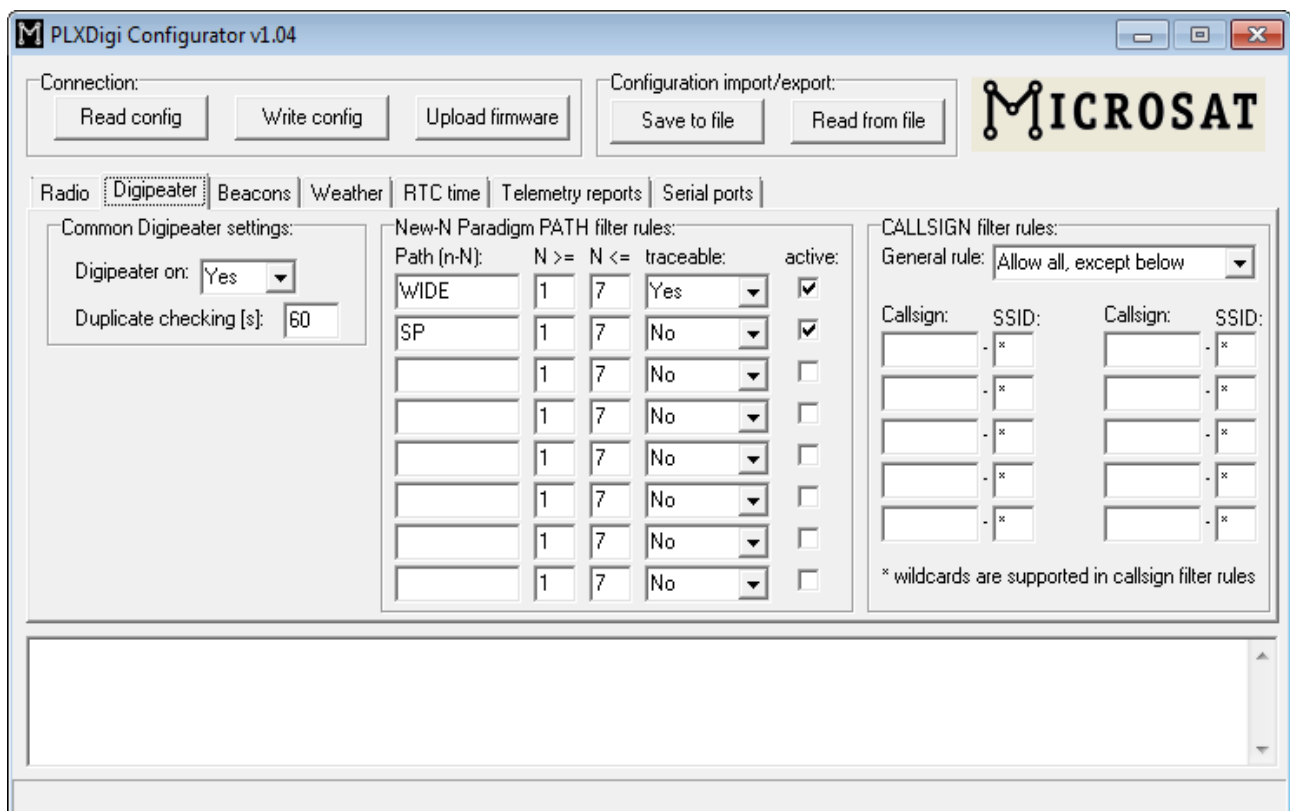 PLXDigi Configurator v1.04
Connection: Configuration import/export:
Read config Write config Upload firmware Save to file Read from file MICROSAT
Radio Digipeater Beacons Weather RTC time Telemetry reports Serial ports
Common Digipeater settings: New-N Paradigm PATH filter rules: CALLSIGN filter rules:
Path (n-N): N >= N <= traceable: active: General rule: Allow all, except below
Digipeater on: Yes WIDE 1 7 Yes
Duplicate checking [s]: 60 SP 1 7 No Callsign: SSID: Callsign: SSID:
- * - *
1 7 No - * - *
1 7 No - * - *
1 7 No - * - *
1 7 No - * - *
1 7 No
1 7 No * wildcards are supported in callsign filter rules